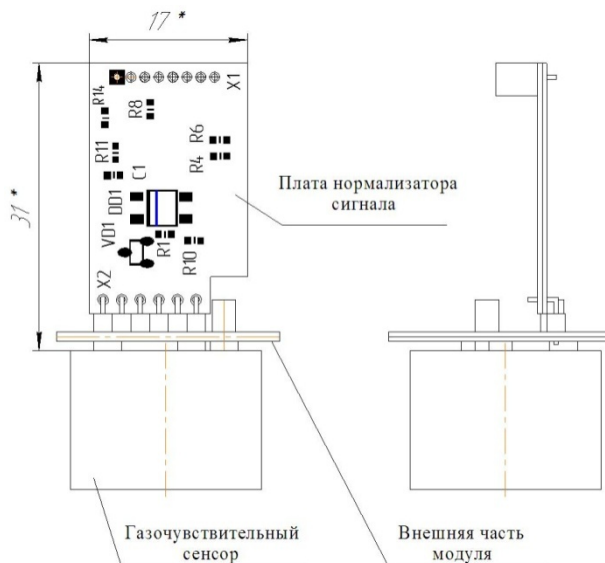 17 *
31 *
R14
R8
X1
R11
R6
R4
C1
DD1
VD1
R1
R10
X2
Плата нормализатора
сигнала
Газочувствительный
сенсор
Внешняя часть
модуля